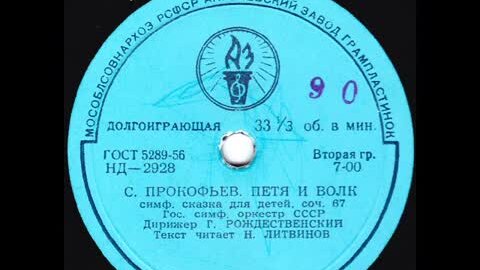 МОСОБЛСОВНАРХОЗ РСФСР АПРЕЛЕВСКИЙ ЗАВОД ГРАМПЛАСТИНОК
АЗ
90
ДОЛГОИГРАЮЩАЯ 33 1/3 об. в мин.
ГОСТ 5289-56 Вторая гр.
НД—2928 7-00
С. ПРОКОФЬЕВ. ПЕТЯ И ВОЛК
симф. сказка для детей, соч. 67
Гос. симф. оркестр СССР
Дирижер Г. РОЖДЕСТВЕНСКИЙ
Текст читает Н. ЛИТВИНОВ